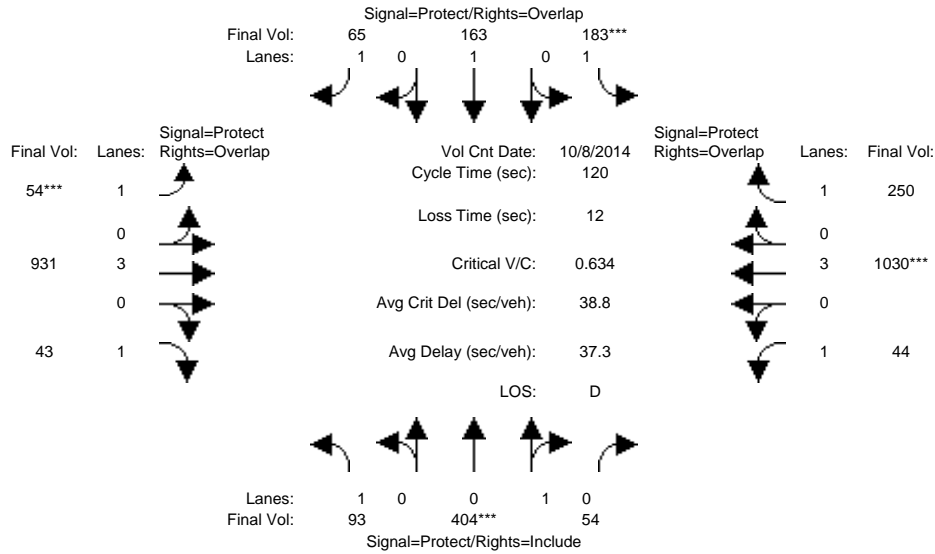 Signal=Protect/Rights=Overlap
Final Vol: 65 163 183***
Lanes: 1 0 1 0 1
Signal=Protect
Final Vol: Lanes: Rights=Overlap
Vol Cnt Date: 10/8/2014
Signal=Protect
Rights=Overlap Lanes: Final Vol:
Cycle Time (sec): 120
54*** 1
1 250
Loss Time (sec): 12
0
0
931 3
Critical V/C: 0.634
3 1030***
0
Avg Crit Del (sec/veh): 38.8
0
43 1
Avg Delay (sec/veh): 37.3
1 44
LOS: D
Lanes: 1 0 0 1 0
Final Vol: 93 404*** 54
Signal=Protect/Rights=Include